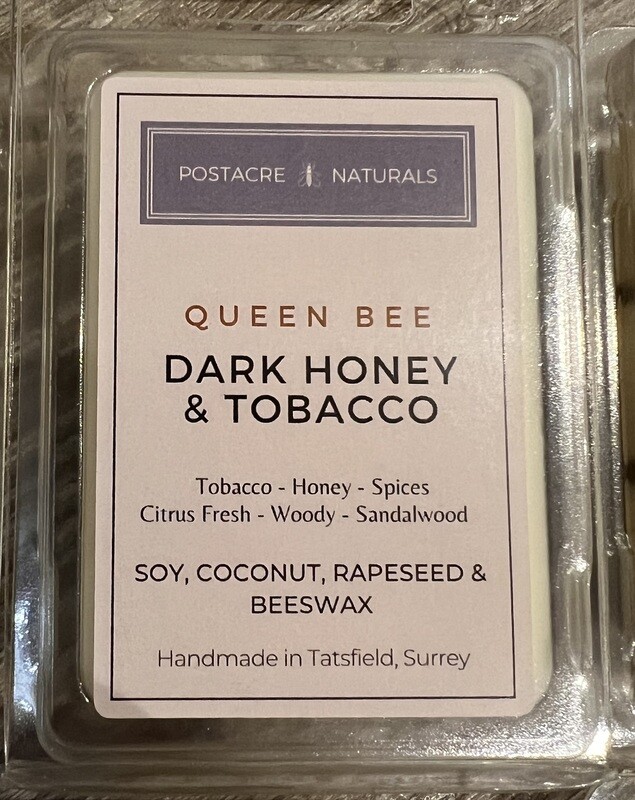 POSTACRE NATURALS
QUEEN BEE
DARK HONEY
& TOBACCO
Tobacco - Honey - Spices
Citrus Fresh - Woody - Sandalwood
SOY, COCONUT, RAPESEED &
BEESWAX
Handmade in Tatsfield, Surrey